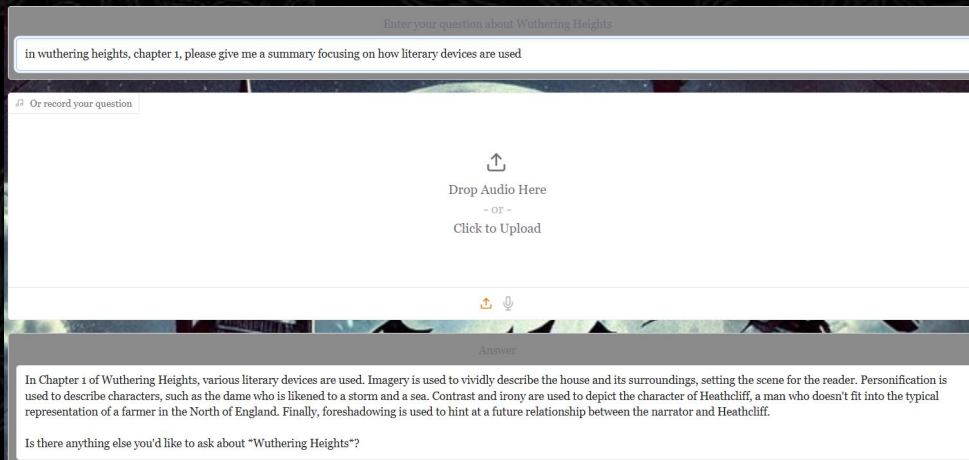 Enter your question about Wuthering Heights
in wuthering heights, chapter 1, please give me a summary focusing on how literary devices are used
Or record your question
Drop Audio Here
- or -
Click to Upload
Answer
In Chapter 1 of Wuthering Heights, various literary devices are used. Imagery is used to vividly describe the house and its surroundings, setting the scene for the reader. Personification is
used to describe characters, such as the dame who is likened to a storm and a sea. Contrast and irony are used to depict the character of Heathcliff, a man who doesn't fit into the typical
representation of a farmer in the North of England. Finally, foreshadowing is used to hint at a future relationship between the narrator and Heathcliff.
Is there anything else you'd like to ask about *Wuthering Heights*?